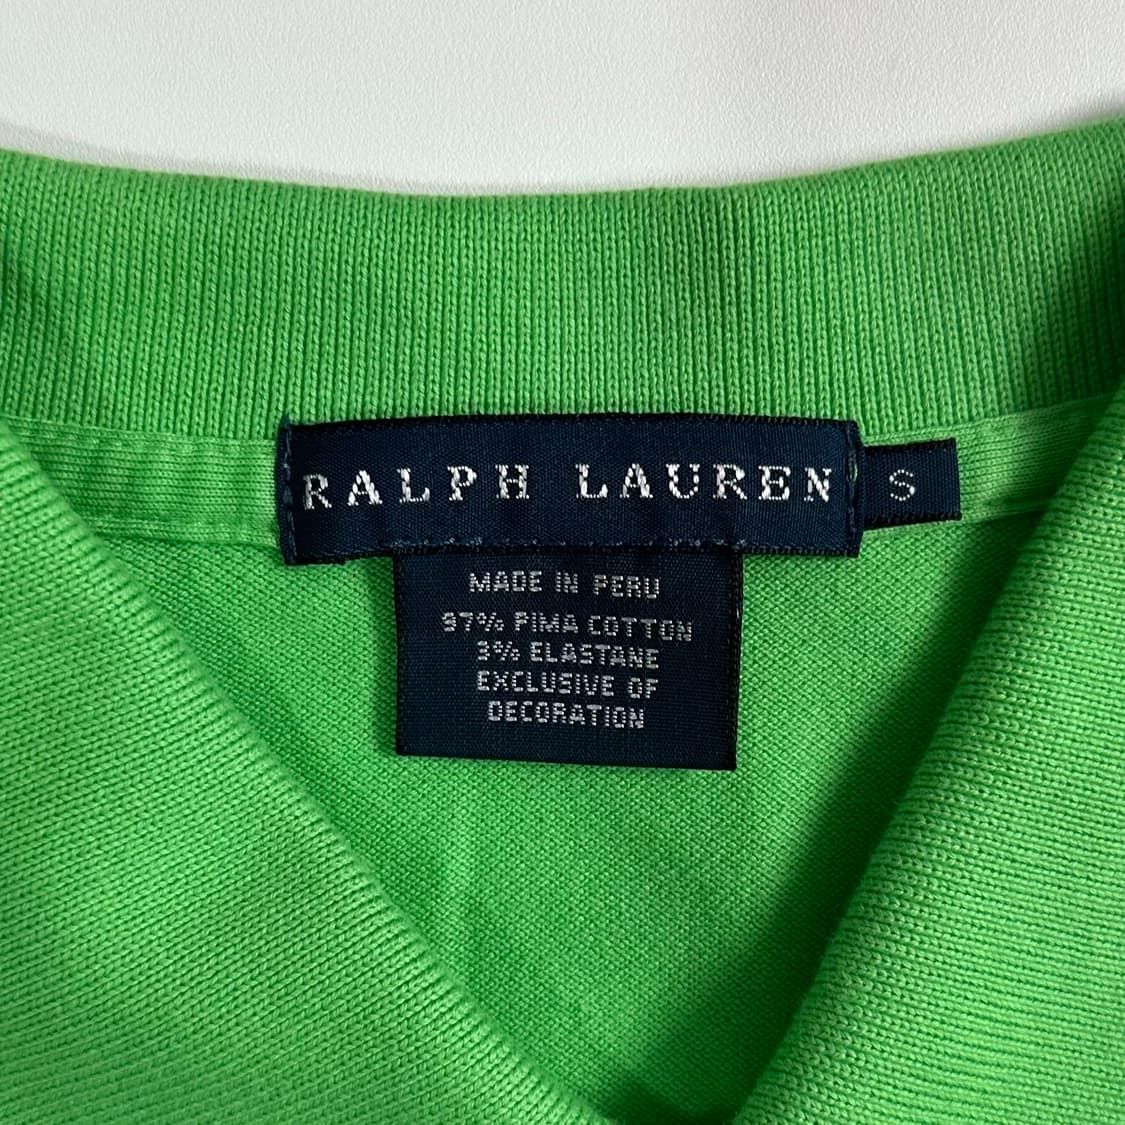 RALPH LAUREN
S
MADE IN PERU
97% PIMA COTTON
3% ELASTANE
EXCLUSIVE OF
DECORATION